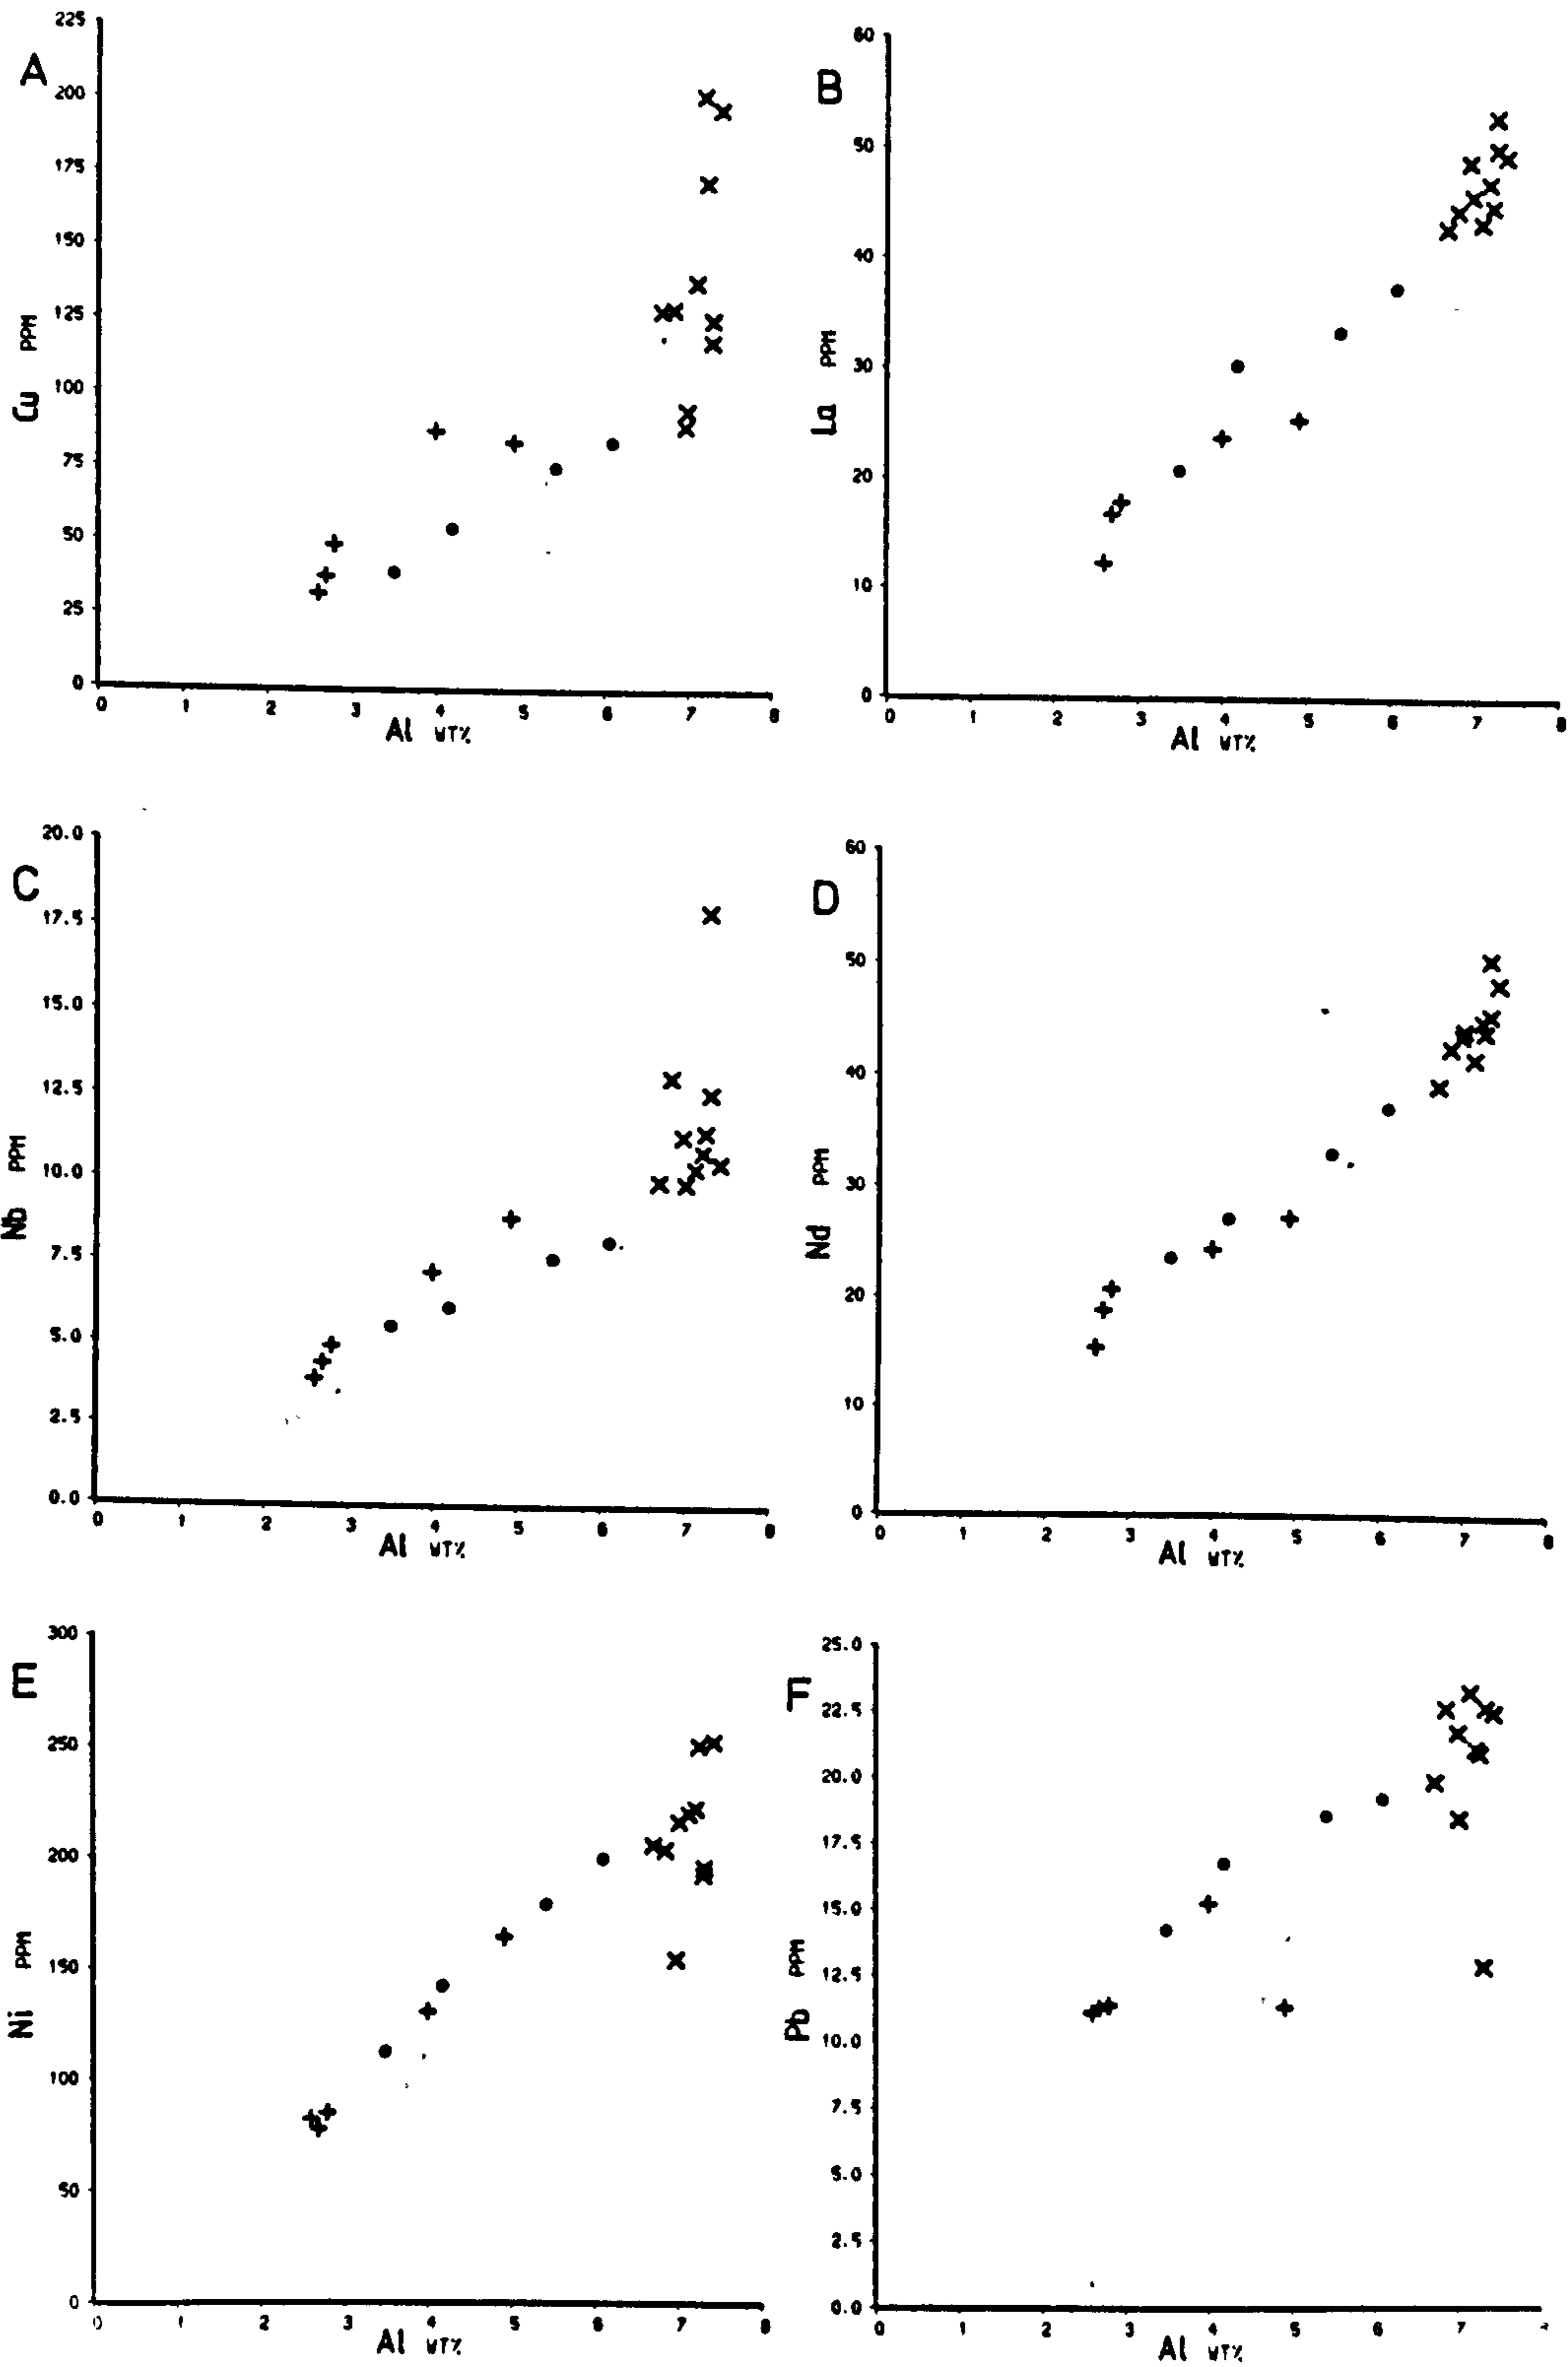 A
225
200
175
150
125
100
75
50
25
0
Cu PPM
0 1 2 3 4 5 6 7 8
Al WT%
B
60
50
40
30
20
10
0
La PPM
0 1 2 3 4 5 6 7 8
Al WT%
C
20.0
17.5
15.0
12.5
10.0
7.5
5.0
2.5
0.0
Nb PPM
0 1 2 3 4 5 6 7 8
Al WT%
D
60
50
40
30
20
10
0
Nd PPM
0 1 2 3 4 5 6 7 8
Al WT%
E
300
250
200
150
100
50
0
Ni PPM
0 1 2 3 4 5 6 7 8
Al WT%
F
25.0
22.5
20.0
17.5
15.0
12.5
10.0
7.5
5.0
2.5
0.0
Pb PPM
0 1 2 3 4 5 6 7
Al WT%